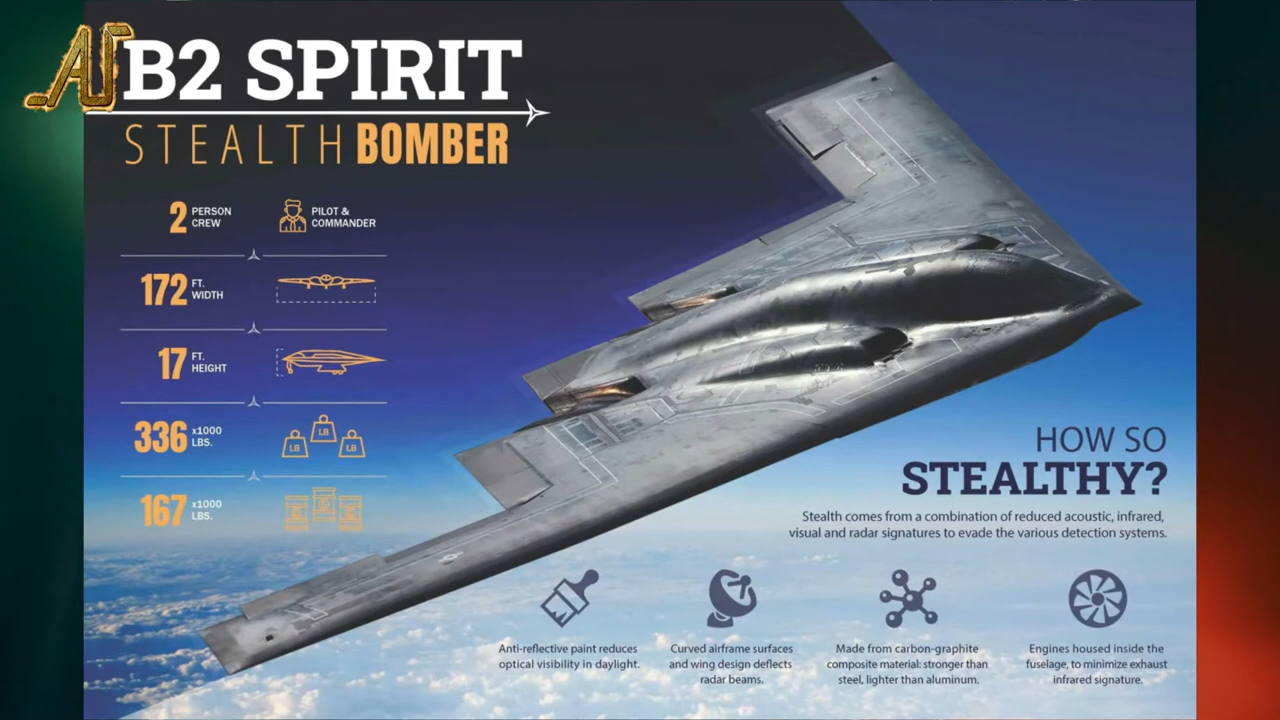 AJ
B2 SPIRIT
STEALTH BOMBER
2 PERSON
CREW
PILOT &
COMMANDER
172 FT.
WIDTH
17 FT.
HEIGHT
336 x1000
LBS.
LB
LB
LB
167 x1000
LBS.
HOW SO
STEALTHY?
Stealth comes from a combination of reduced acoustic, infrared,
visual and radar signatures to evade the various detection systems.
Anti-reflective paint reduces
optical visibility in daylight.
Curved airframe surfaces
and wing design deflects
radar beams.
Made from carbon-graphite
composite material: stronger than
steel, lighter than aluminum.
Engines housed inside the
fuselage, to minimize exhaust
infrared signature.